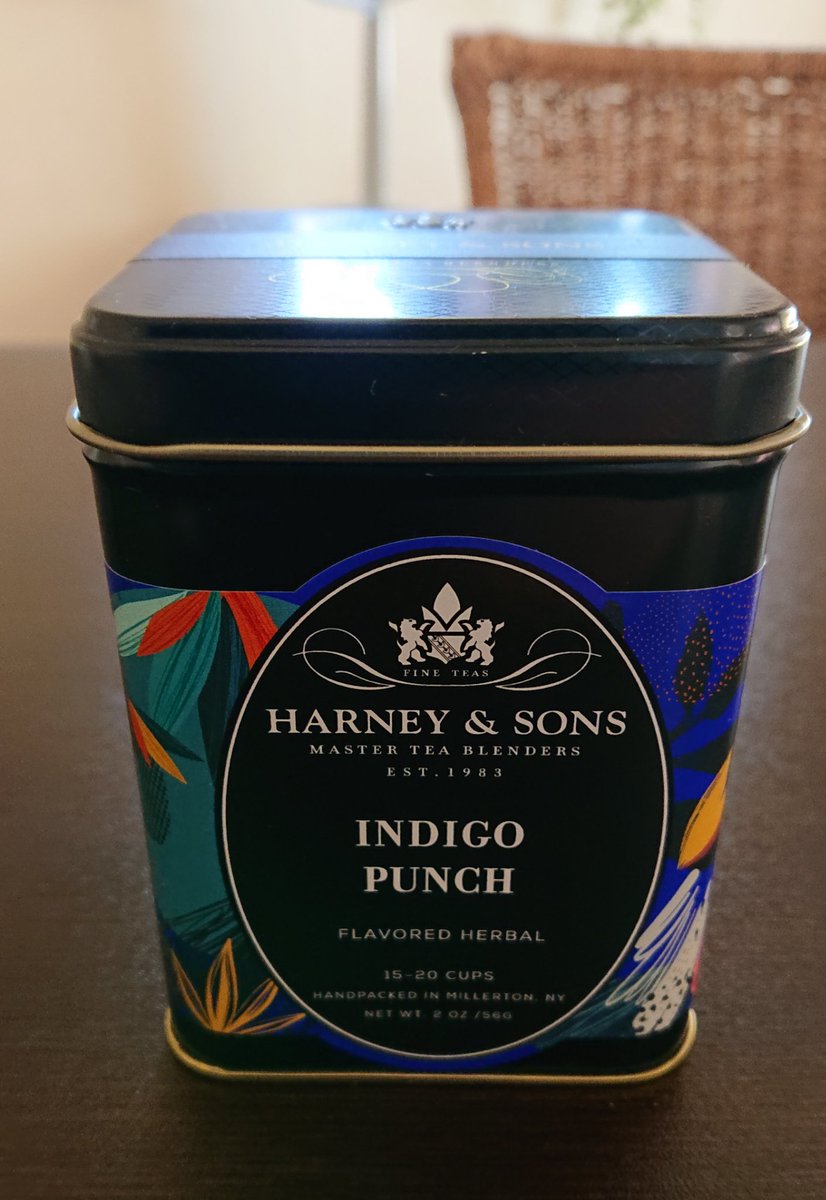 FINE TEAS
HARNEY & SONS
MASTER TEA BLENDERS
EST. 1983
INDIGO
PUNCH
FLAVORED HERBAL
15-20 CUPS
HANDPACKED IN MILLERTON, NY
NET WT. 2 OZ /56G